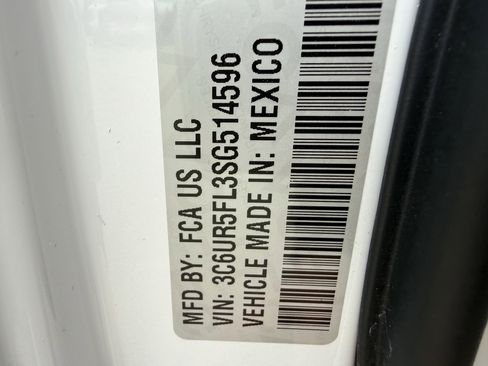 MFD BY: FCA US LLC
VIN: 3C6UR5FL3SG514596
VEHICLE MADE IN: MEXICO